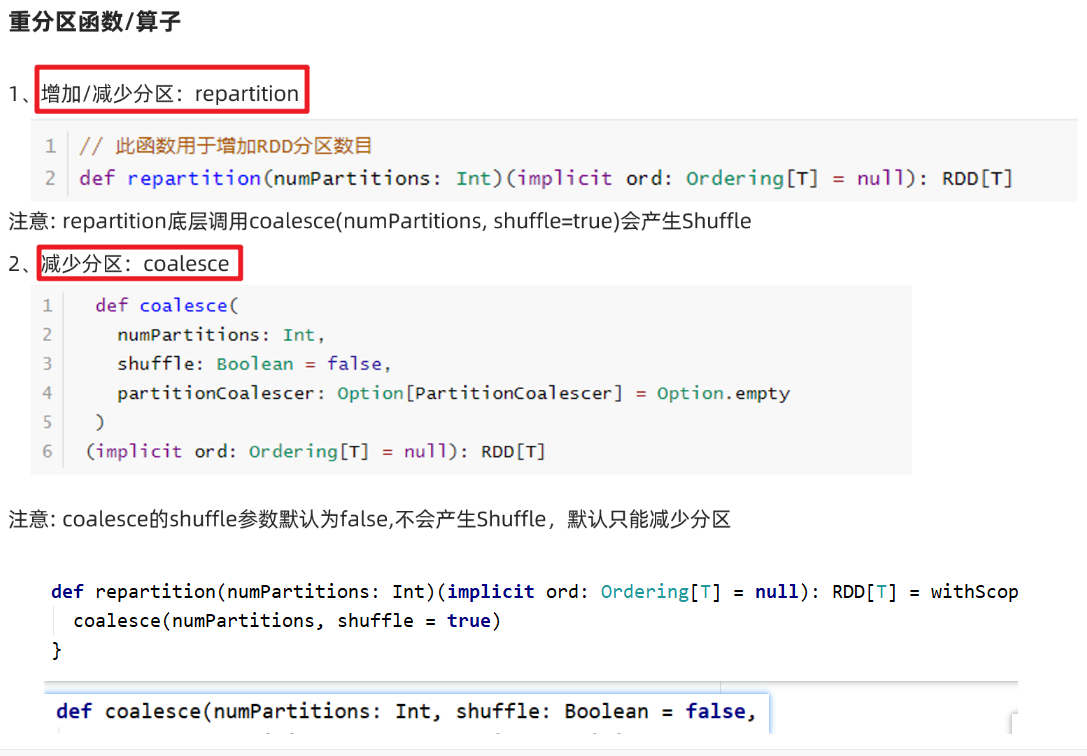 重分区函数/算子
1、增加/减少分区：repartition
1 // 此函数用于增加RDD分区数目
2 def repartition(numPartitions: Int)(implicit ord: Ordering[T] = null): RDD[T]
注意: repartition底层调用coalesce(numPartitions, shuffle=true)会产生Shuffle
2、减少分区：coalesce
1 def coalesce(
2 numPartitions: Int,
3 shuffle: Boolean = false,
4 partitionCoalescer: Option[PartitionCoalescer] = Option.empty
5 )
6 (implicit ord: Ordering[T] = null): RDD[T]
注意: coalesce的shuffle参数默认为false,不会产生Shuffle，默认只能减少分区
def repartition(numPartitions: Int)(implicit ord: Ordering[T] = null): RDD[T] = withScop
coalesce(numPartitions, shuffle = true)
}
def coalesce(numPartitions: Int, shuffle: Boolean = false,